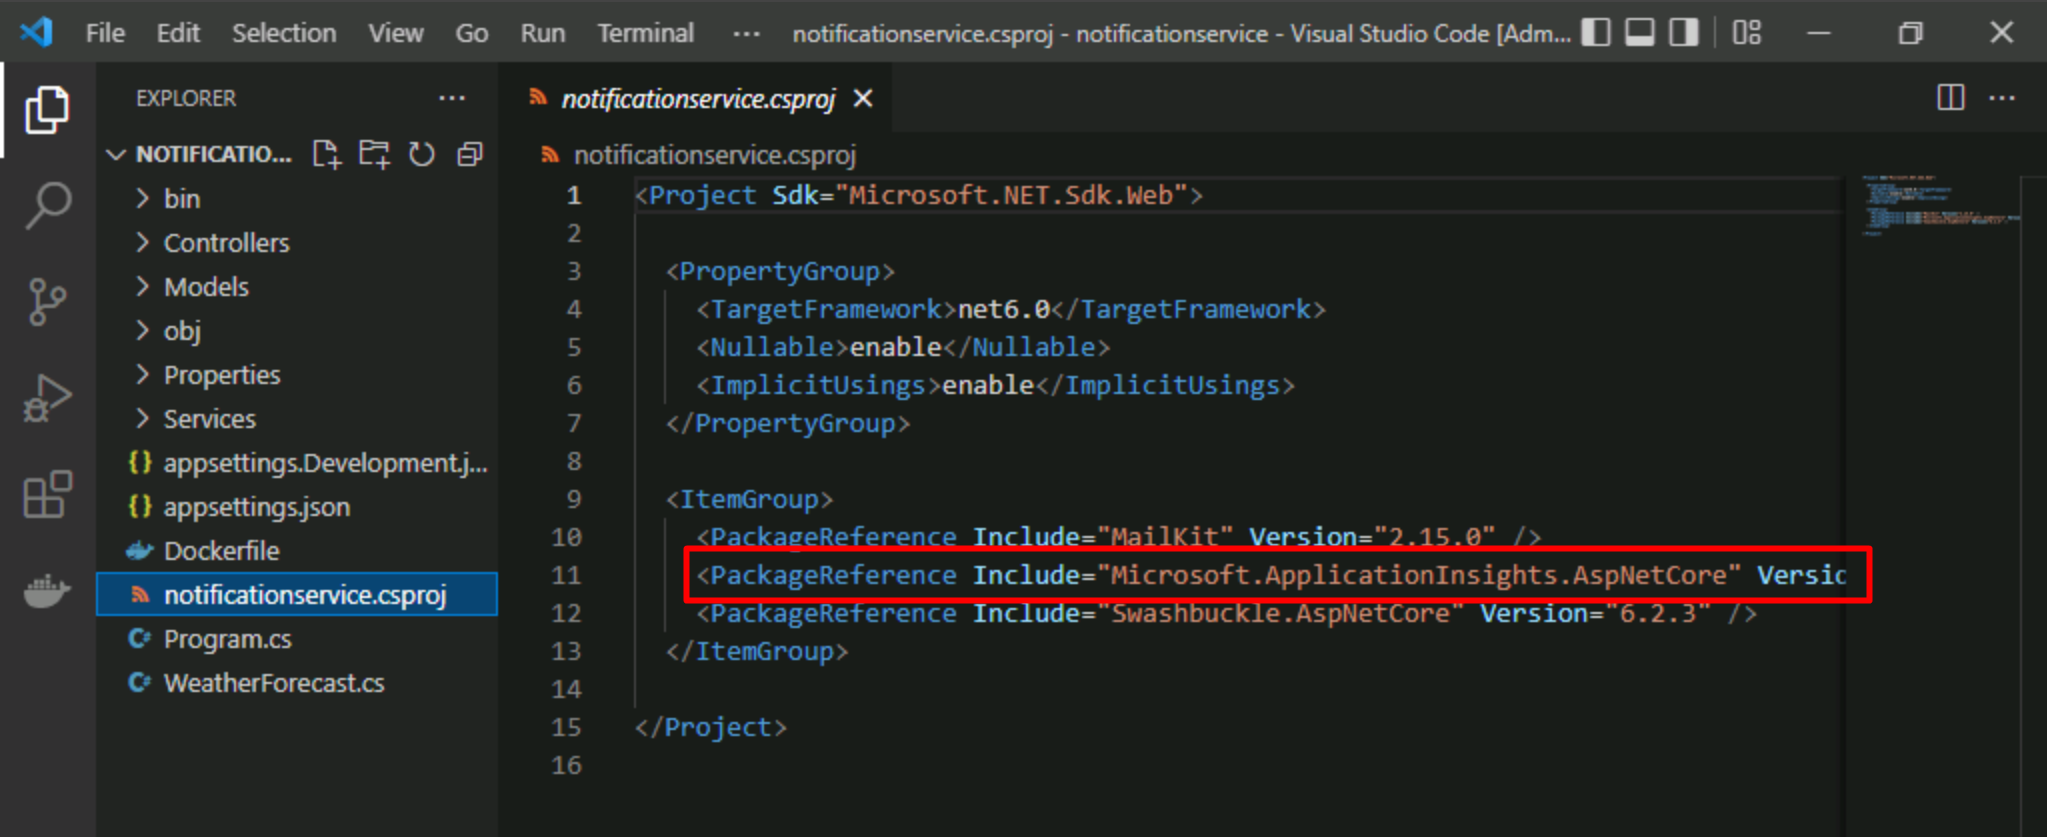 File Edit Selection View Go Run Terminal ··· notificationservice.csproj - notificationservice - Visual Studio Code [Adm...
EXPLORER ···
NOTIFICATIO...
bin
Controllers
Models
obj
Properties
Services
{} appsettings.Development.j...
{} appsettings.json
Dockerfile
notificationservice.csproj
C# Program.cs
C# WeatherForecast.cs
notificationservice.csproj
notificationservice.csproj
1 <Project Sdk="Microsoft.NET.Sdk.Web">
2
3 <PropertyGroup>
4 <TargetFramework>net6.0</TargetFramework>
5 <Nullable>enable</Nullable>
6 <ImplicitUsings>enable</ImplicitUsings>
7 </PropertyGroup>
8
9 <ItemGroup>
10 <PackageReference Include="MailKit" Version="2.15.0" />
11 <PackageReference Include="Microsoft.ApplicationInsights.AspNetCore" Versio
12 <PackageReference Include="Swashbuckle.AspNetCore" Version="6.2.3" />
13 </ItemGroup>
14
15 </Project>
16